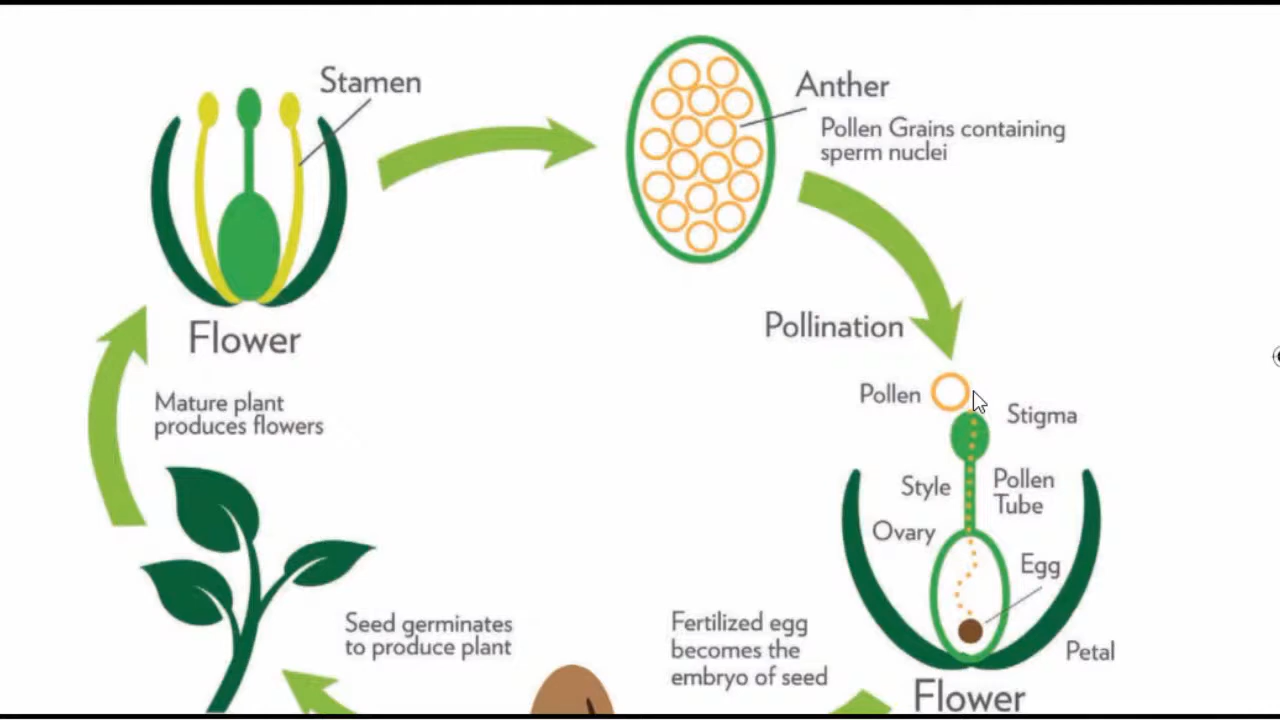 Stamen
Anther
Pollen Grains containing
sperm nuclei
Flower
Pollination
Mature plant
produces flowers
Pollen
Stigma
Style
Pollen
Tube
Ovary
Egg
Seed germinates
to produce plant
Fertilized egg
becomes the
embryo of seed
Petal
Flower